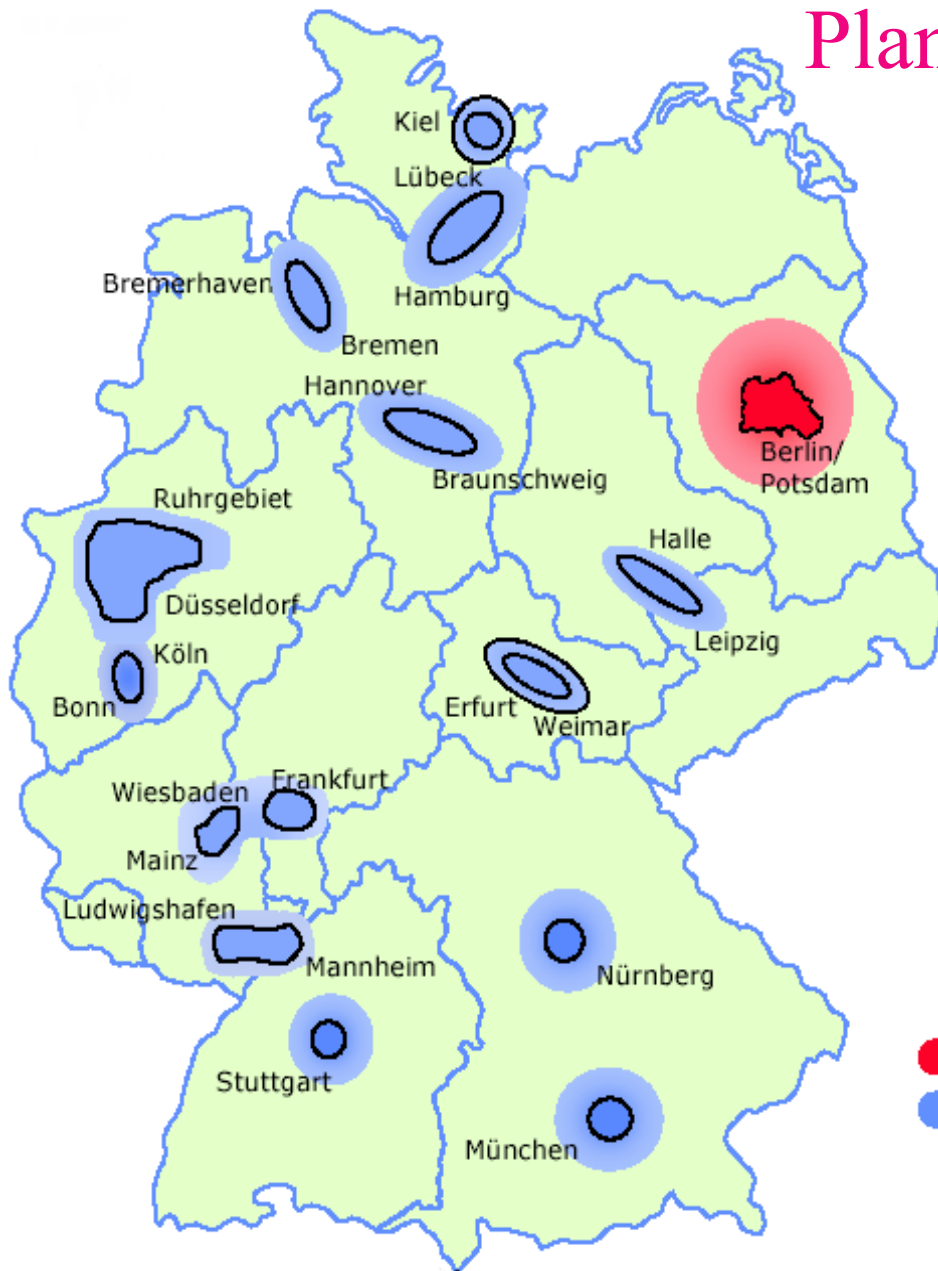 Plan
Kiel
Lübeck
Hamburg
Bremerhaven
Bremen
Hannover
Braunschweig
Berlin/
Potsdam
Ruhrgebiet
Düsseldorf
Halle
Leipzig
Köln
Bonn
Erfurt
Weimar
Frankfurt
Wiesbaden
Mainz
Ludwigshafen
Mannheim
Nürnberg
Stuttgart
München